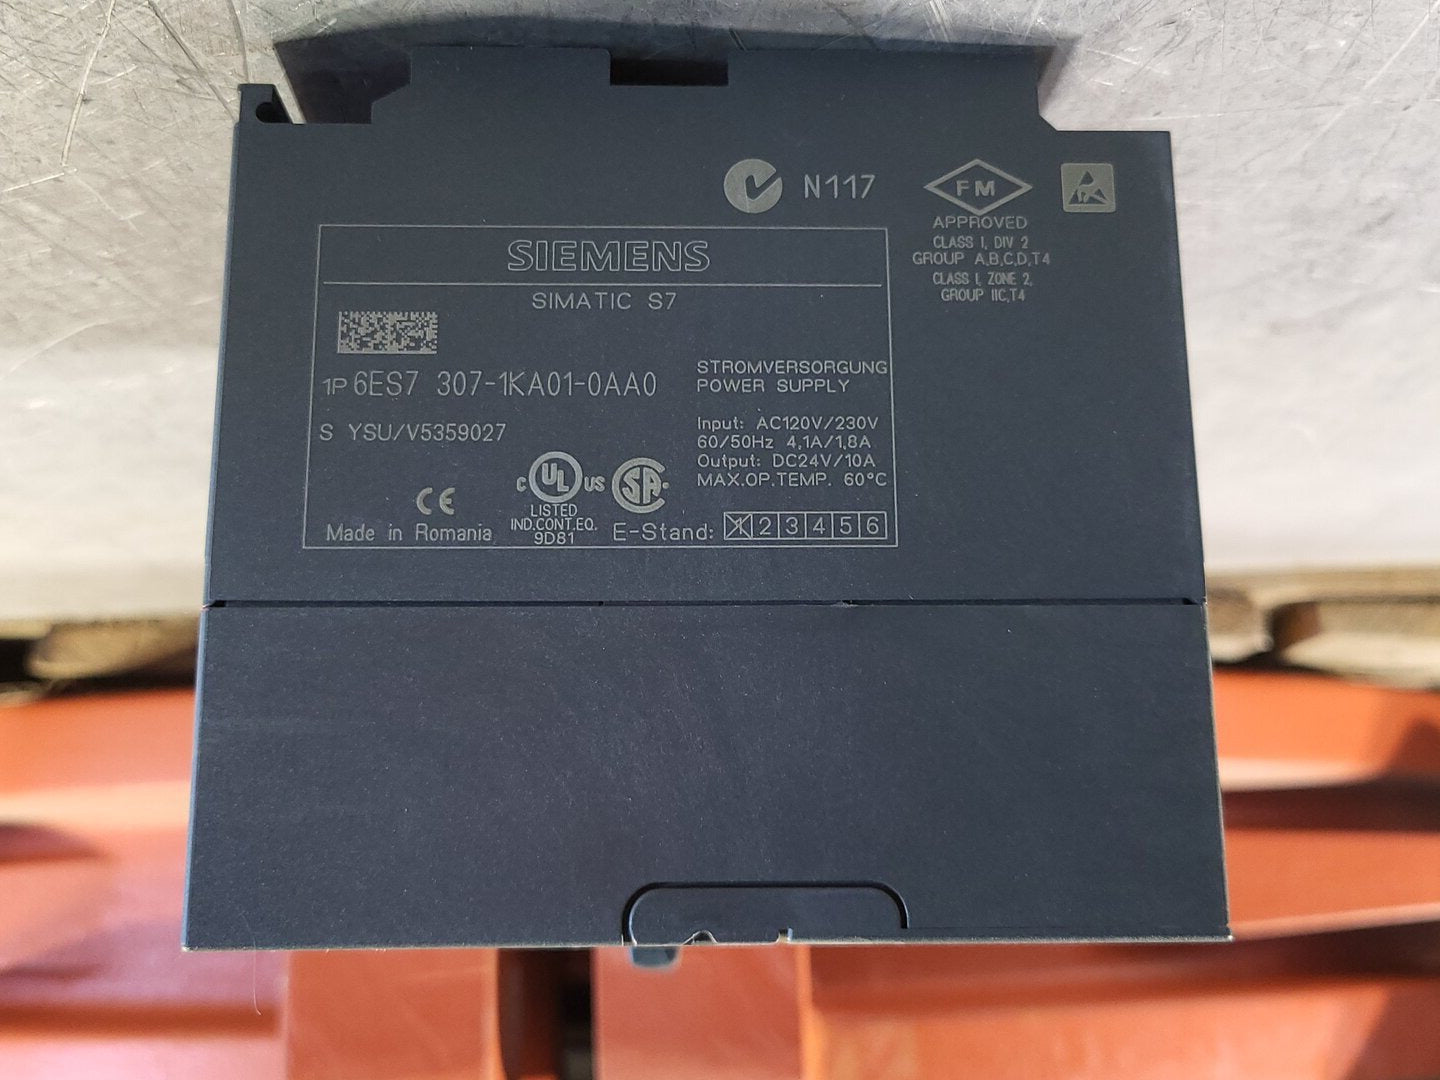 N117
FM
APPROVED
CLASS I, DIV 2
GROUP A,B,C,D,T4
CLASS I, ZONE 2,
GROUP IIC,T4
SIEMENS
SIMATIC S7
1P 6ES7 307-1KA01-0AA0
S YSU/V5359027
STROMVERSORGUNG
POWER SUPPLY
Input: AC120V/230V
60/50Hz 4,1A/1,8A
Output: DC24V/10A
MAX.OP.TEMP. 60°C
CE
Made in Romania
C UL US
LISTED
IND.CONT.EQ.
9D81
SA
E-Stand: 1 2 3 4 5 6